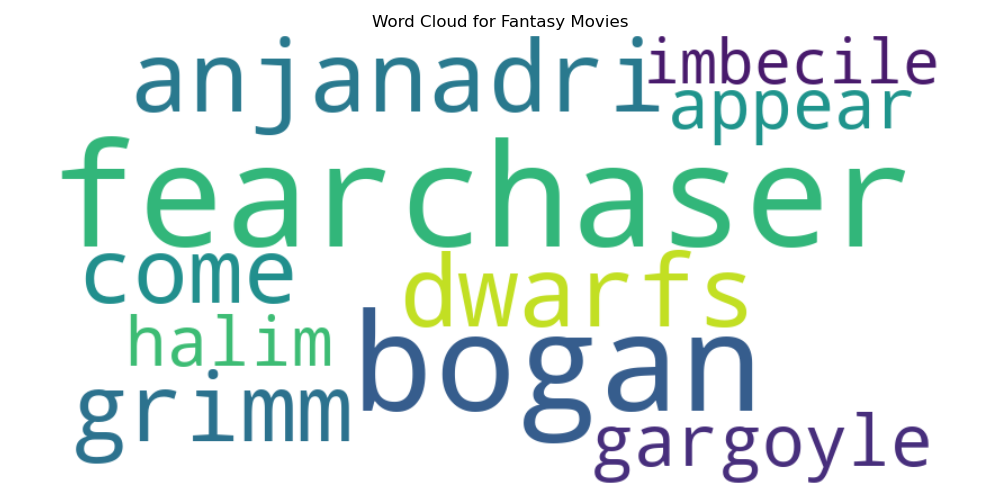 Word Cloud for Fantasy Movies
anjanadri imbecile
appear
fearchaser
come dwarfs
halim bogan
grimm gargoyle